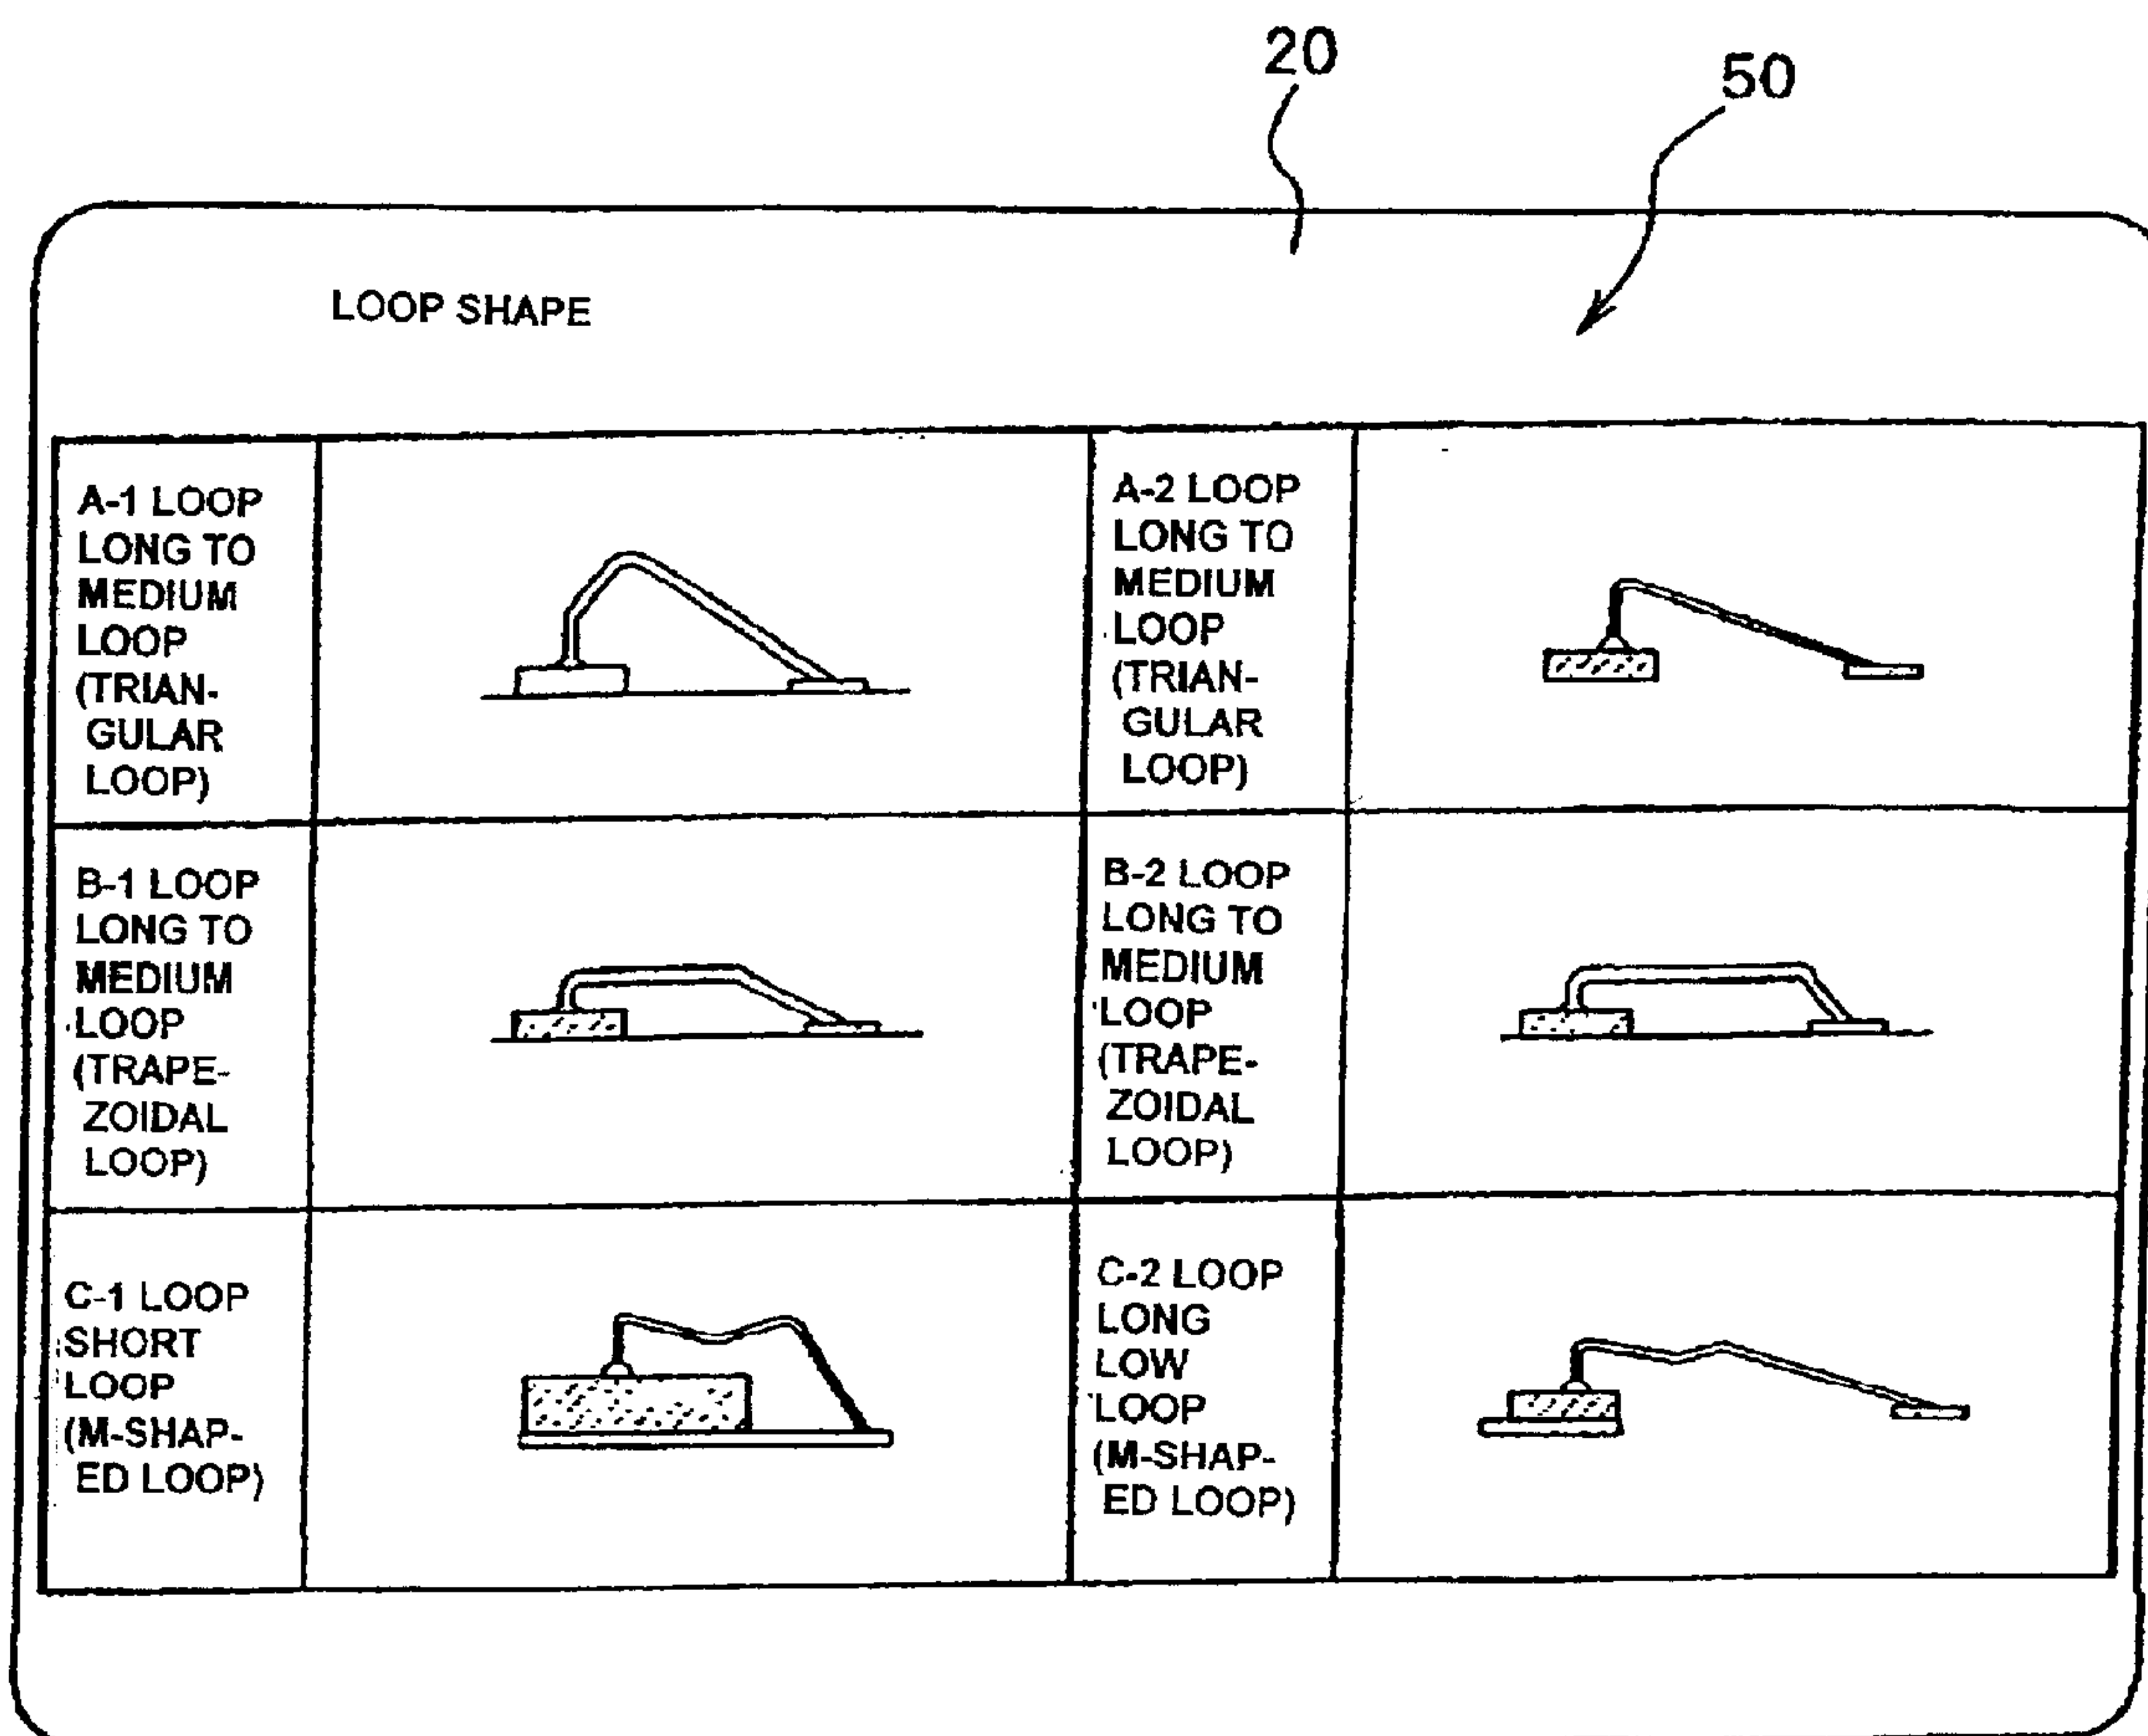 20
50
LOOP SHAPE
A-1 LOOP
LONG TO
MEDIUM
LOOP
(TRIAN-
GULAR
LOOP)
A-2 LOOP
LONG TO
MEDIUM
LOOP
(TRIAN-
GULAR
LOOP)
B-1 LOOP
LONG TO
MEDIUM
LOOP
(TRAPE-
ZOIDAL
LOOP)
B-2 LOOP
LONG TO
MEDIUM
LOOP
(TRAPE-
ZOIDAL
LOOP)
C-1 LOOP
SHORT
LOOP
(M-SHAP-
ED LOOP)
C-2 LOOP
LONG
LOW
LOOP
(M-SHAP-
ED LOOP)